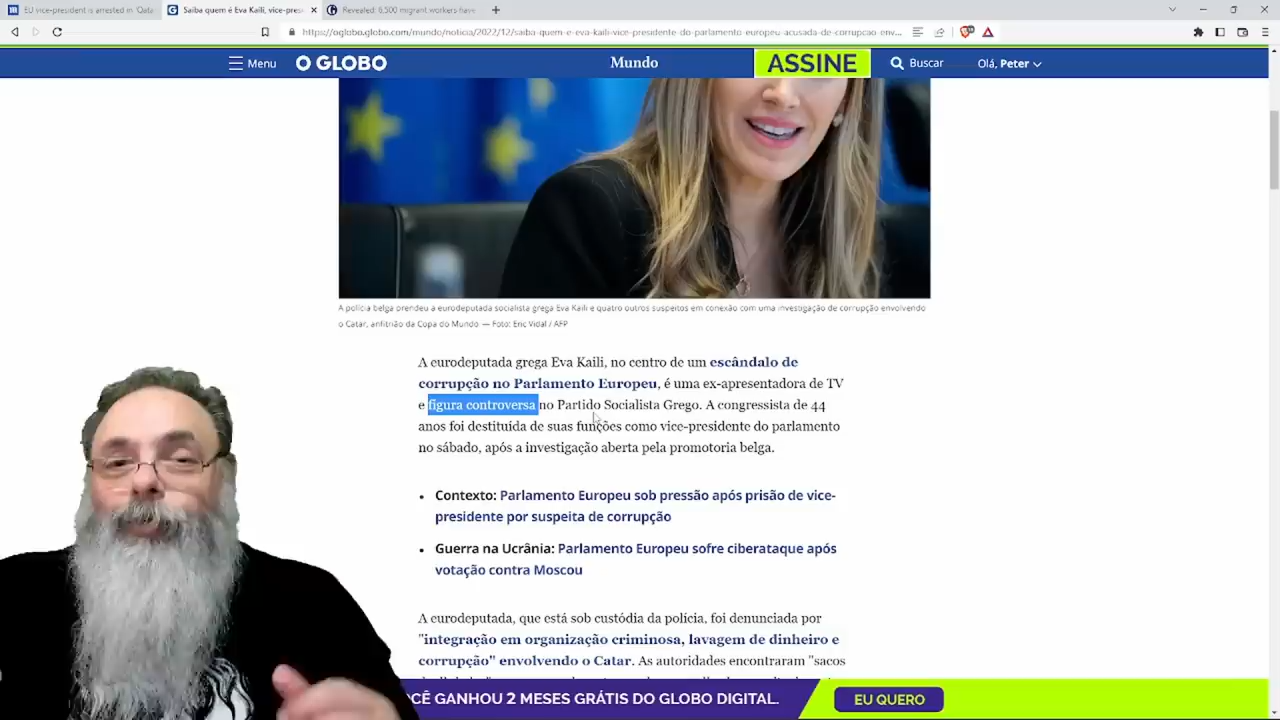 EU vice-president is arrested in 'Qata
Saiba quem é Eva Kaili, vice-pres
Revealed: 6,500 migrant workers have
https://oglobo.globo.com/mundo/noticia/2022/12/saiba-quem-e-eva-kaili-vice-presidente-do-parlamento-europeu-acusada-de-corrupcao-env...
Menu O GLOBO Mundo ASSINE Buscar Olá, Peter
A polícia belga prendeu a eurodeputada socialista grega Eva Kaili e quatro outros suspeitos em conexão com uma investigação de corrupção envolvendo
o Catar, anfitrião da Copa do Mundo — Foto: Eric Vidal / AFP
A eurodeputada grega Eva Kaili, no centro de um escândalo de
corrupção no Parlamento Europeu, é uma ex-apresentadora de TV
e figura controversa no Partido Socialista Grego. A congressista de 44
anos foi destituída de suas funções como vice-presidente do parlamento
no sábado, após a investigação aberta pela promotoria belga.
• Contexto: Parlamento Europeu sob pressão após prisão de vice-
presidente por suspeita de corrupção
• Guerra na Ucrânia: Parlamento Europeu sofre ciberataque após
votação contra Moscou
A eurodeputada, que está sob custódia da polícia, foi denunciada por
"integração em organização criminosa, lavagem de dinheiro e
corrupção" envolvendo o Catar. As autoridades encontraram "sacos
CÊ GANHOU 2 MESES GRÁTIS DO GLOBO DIGITAL. EU QUERO